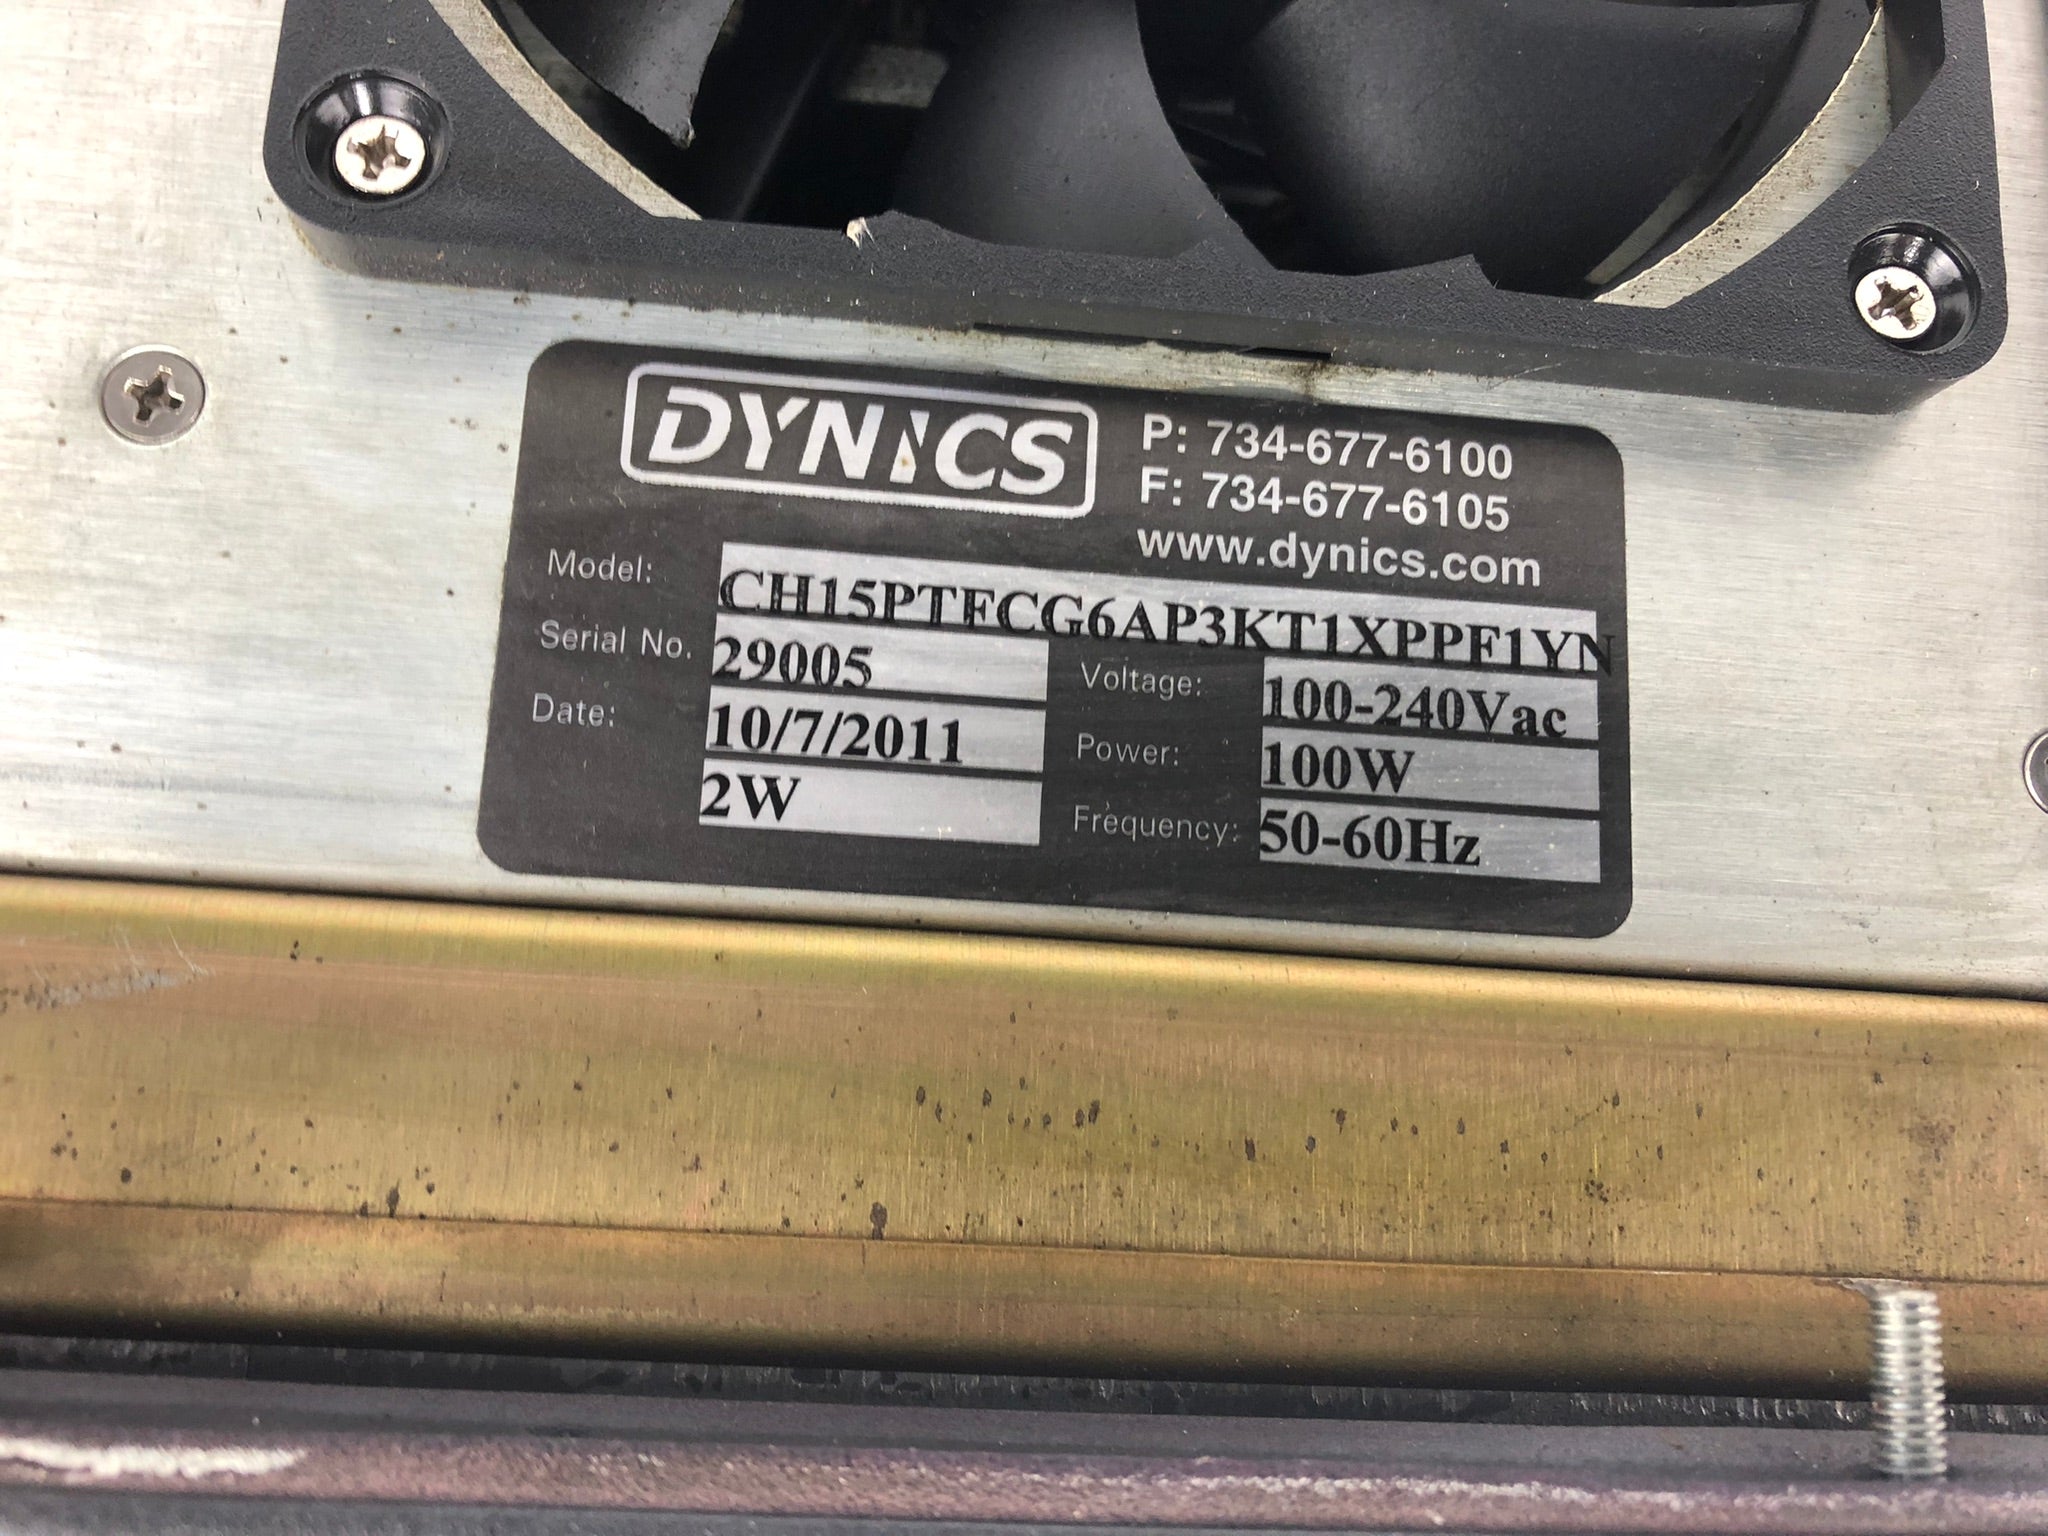 DYNICS
P: 734-677-6100
F: 734-677-6105
www.dynics.com
Model: CH15PTFCG6AP3KT1XPPF1YN
Serial No. 29005
Voltage: 100-240Vac
Date: 10/7/2011
Power: 100W
2W
Frequency: 50-60Hz